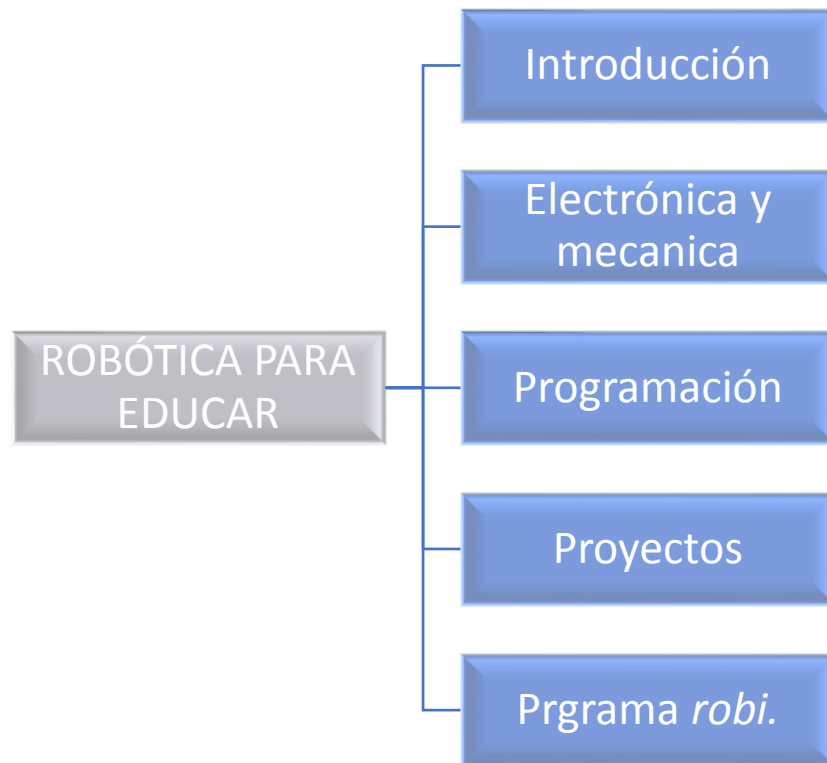 Introducción
Electrónica y
mecanica
ROBÓTICA PARA
EDUCAR
Programación
Proyectos
Prgrama robi.